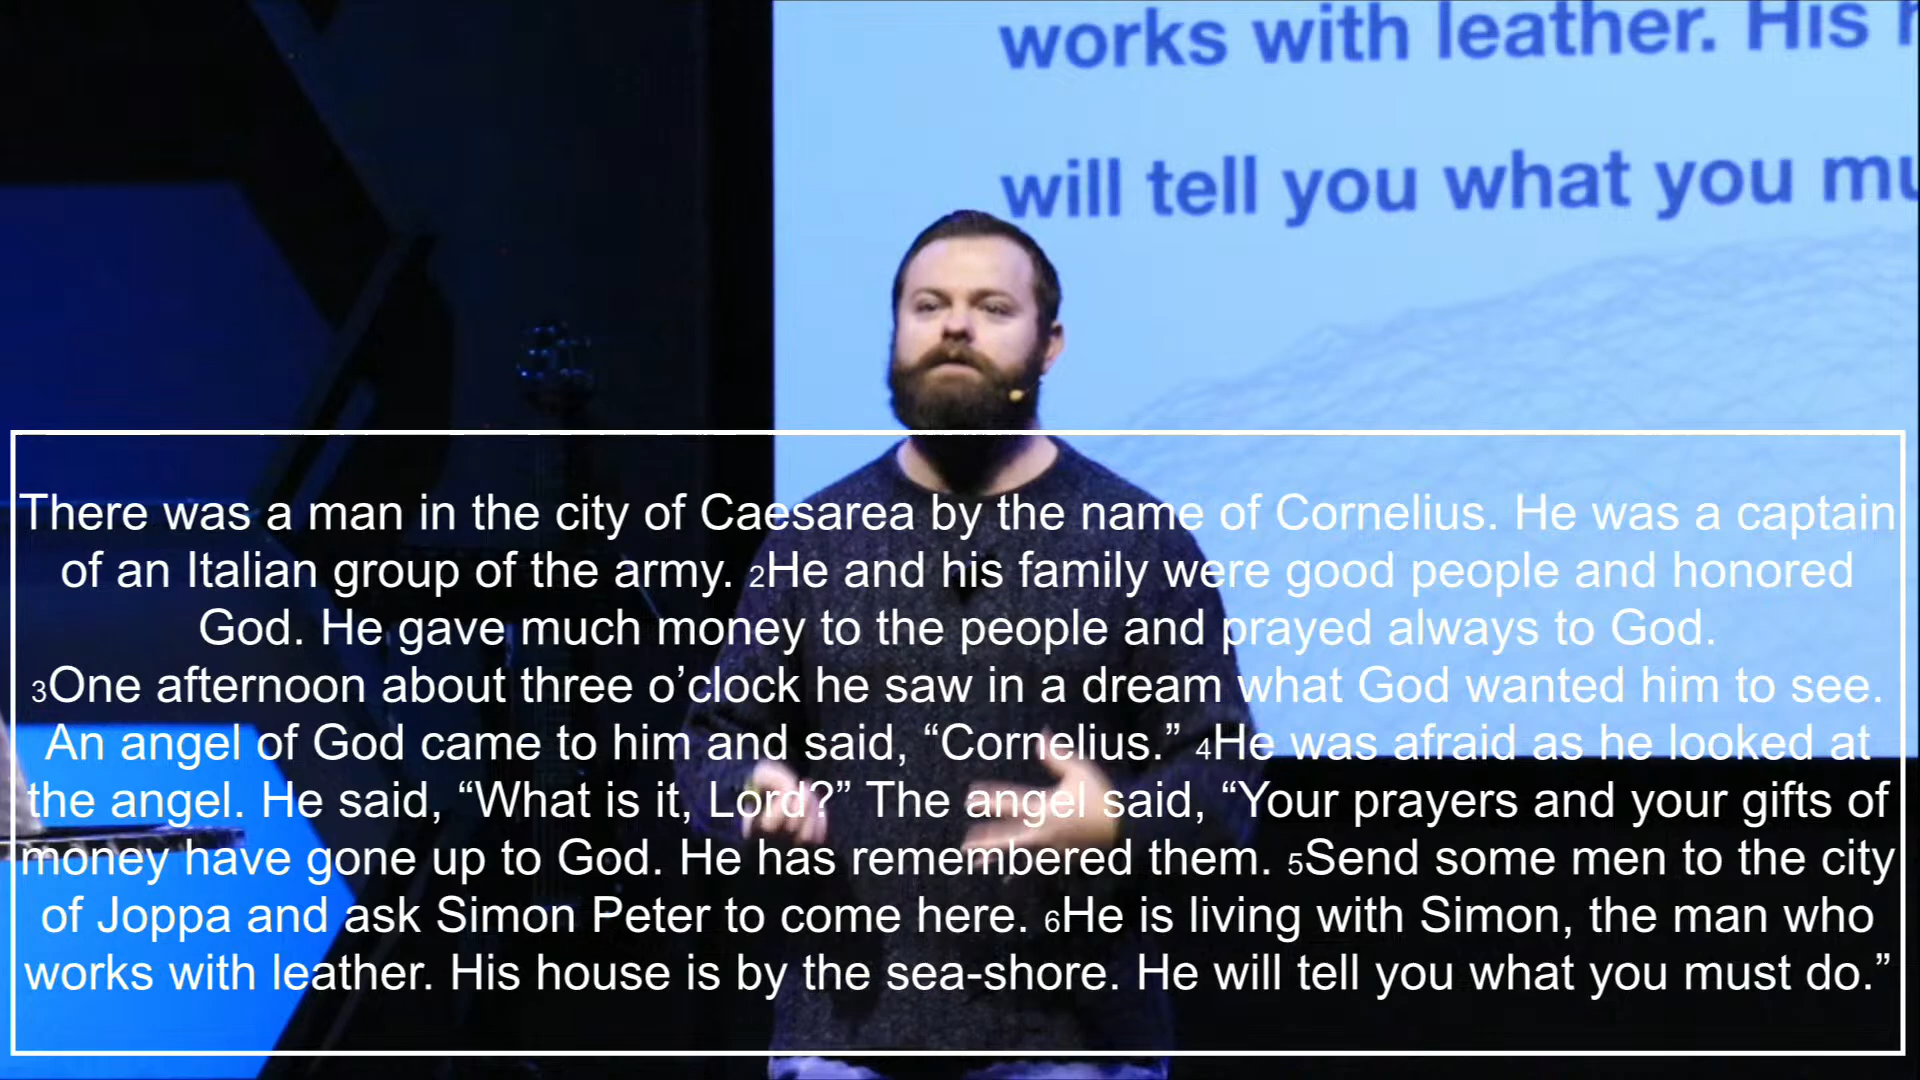 works with leather. His
will tell you what you
There was a man in the city of Caesarea by the name of Cornelius. He was a captain
of an Italian group of the army. 2He and his family were good people and honored
God. He gave much money to the people and prayed always to God.
3One afternoon about three o’clock he saw in a dream what God wanted him to see.
An angel of God came to him and said, “Cornelius.” 4He was afraid as he looked at
the angel. He said, “What is it, Lord?” The angel said, “Your prayers and your gifts of
money have gone up to God. He has remembered them. 5Send some men to the city
of Joppa and ask Simon Peter to come here. 6He is living with Simon, the man who
works with leather. His house is by the sea-shore. He will tell you what you must do.”